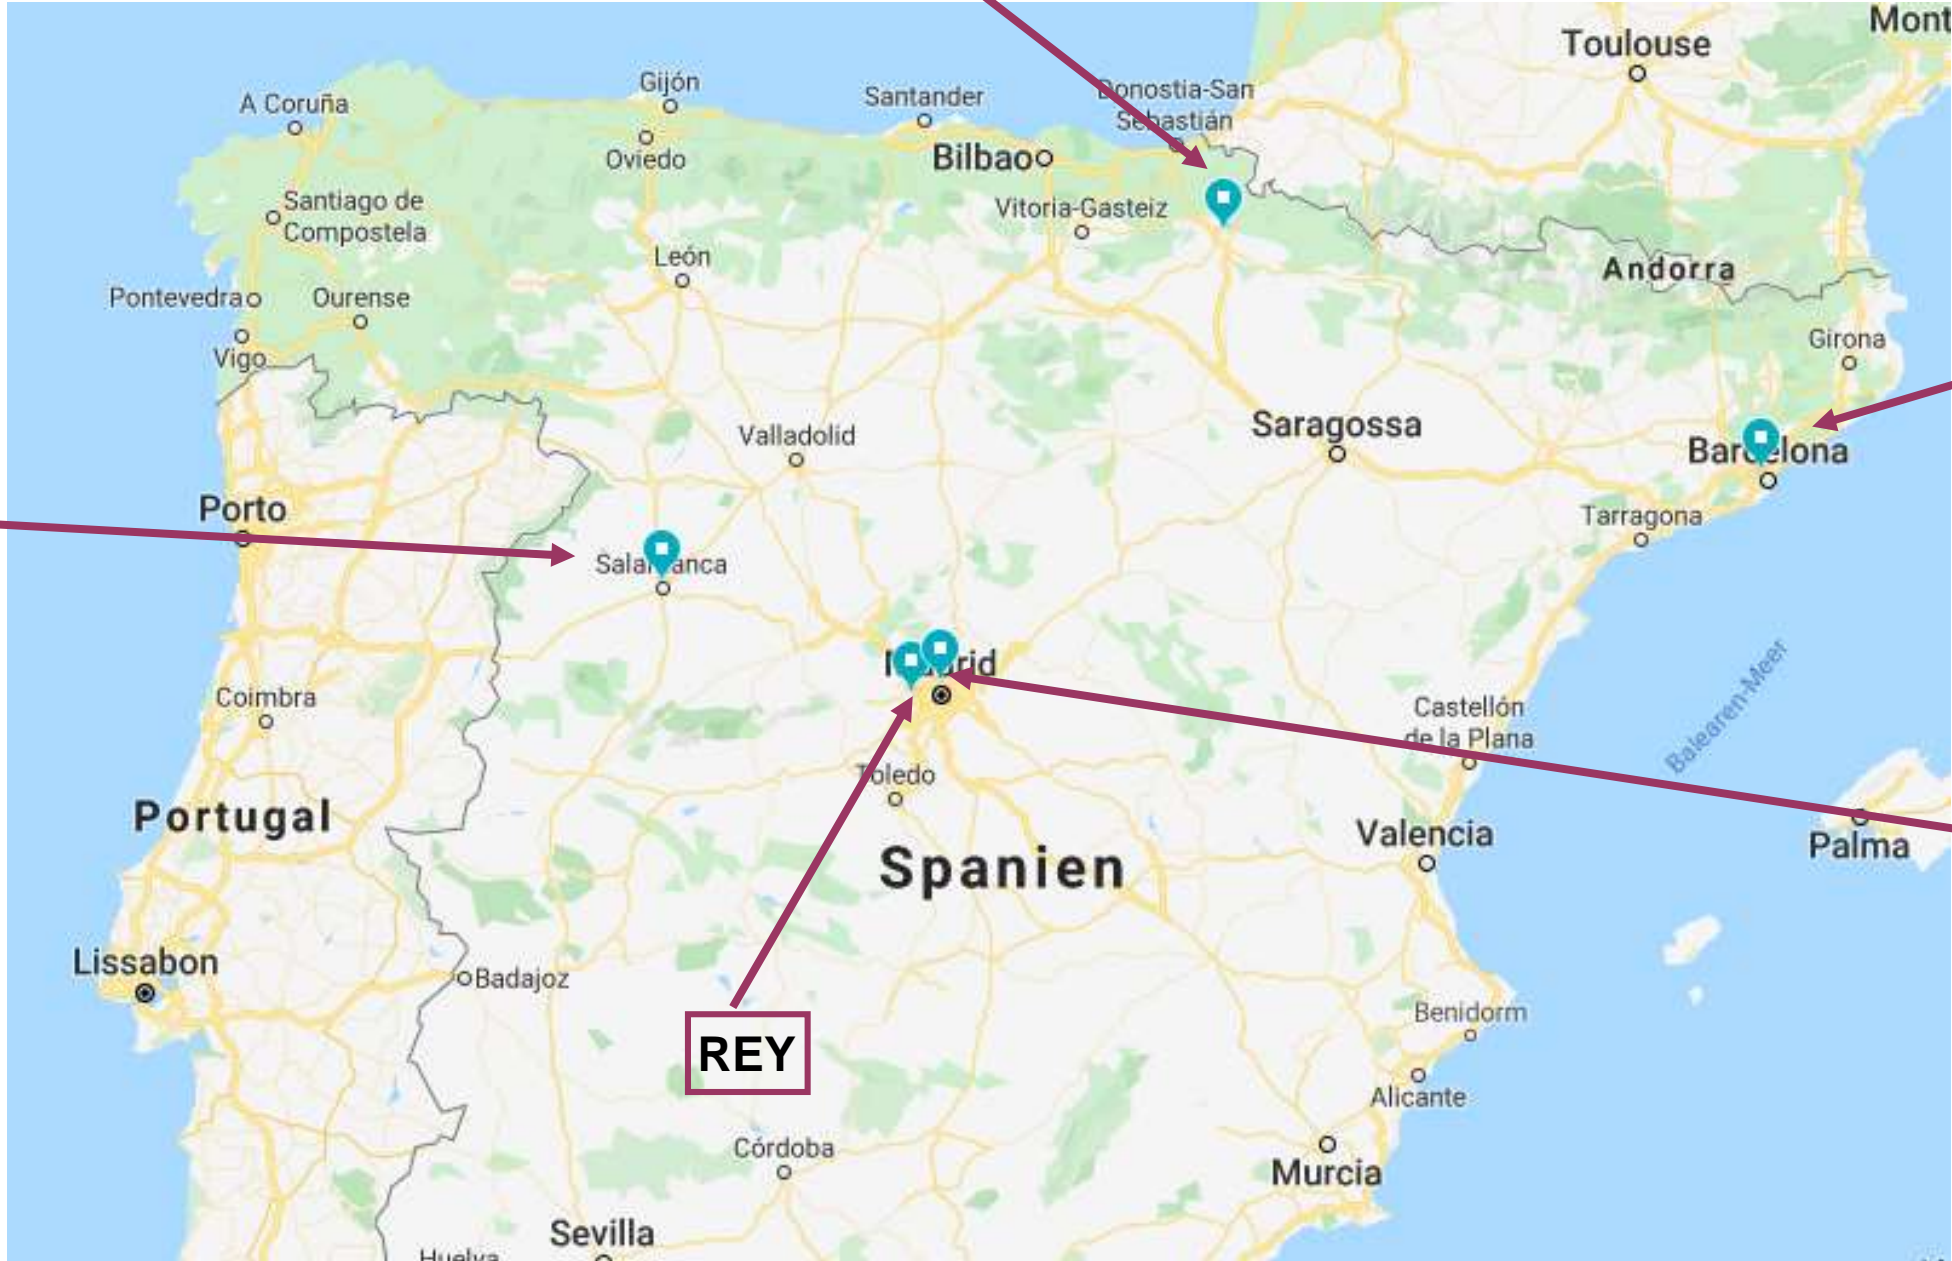 Mont
Toulouse
Gijón
A Coruña
Santander
Donostia-San
Sebastián
Oviedo
Bilbao
Santiago de
Compostela
Vitoria-Gasteiz
León
Andorra
Pontevedra
Ourense
Girona
Vigo
Saragossa
Valladolid
Barcelona
Porto
Tarragona
Salamanca
Madrid
Coimbra
Castellón
de la Plana
Balearen-Meer
Toledo
Portugal
Valencia
Palma
Spanien
Lissabon
Badajoz
Benidorm
REY
Alicante
Córdoba
Murcia
Sevilla
Huelva